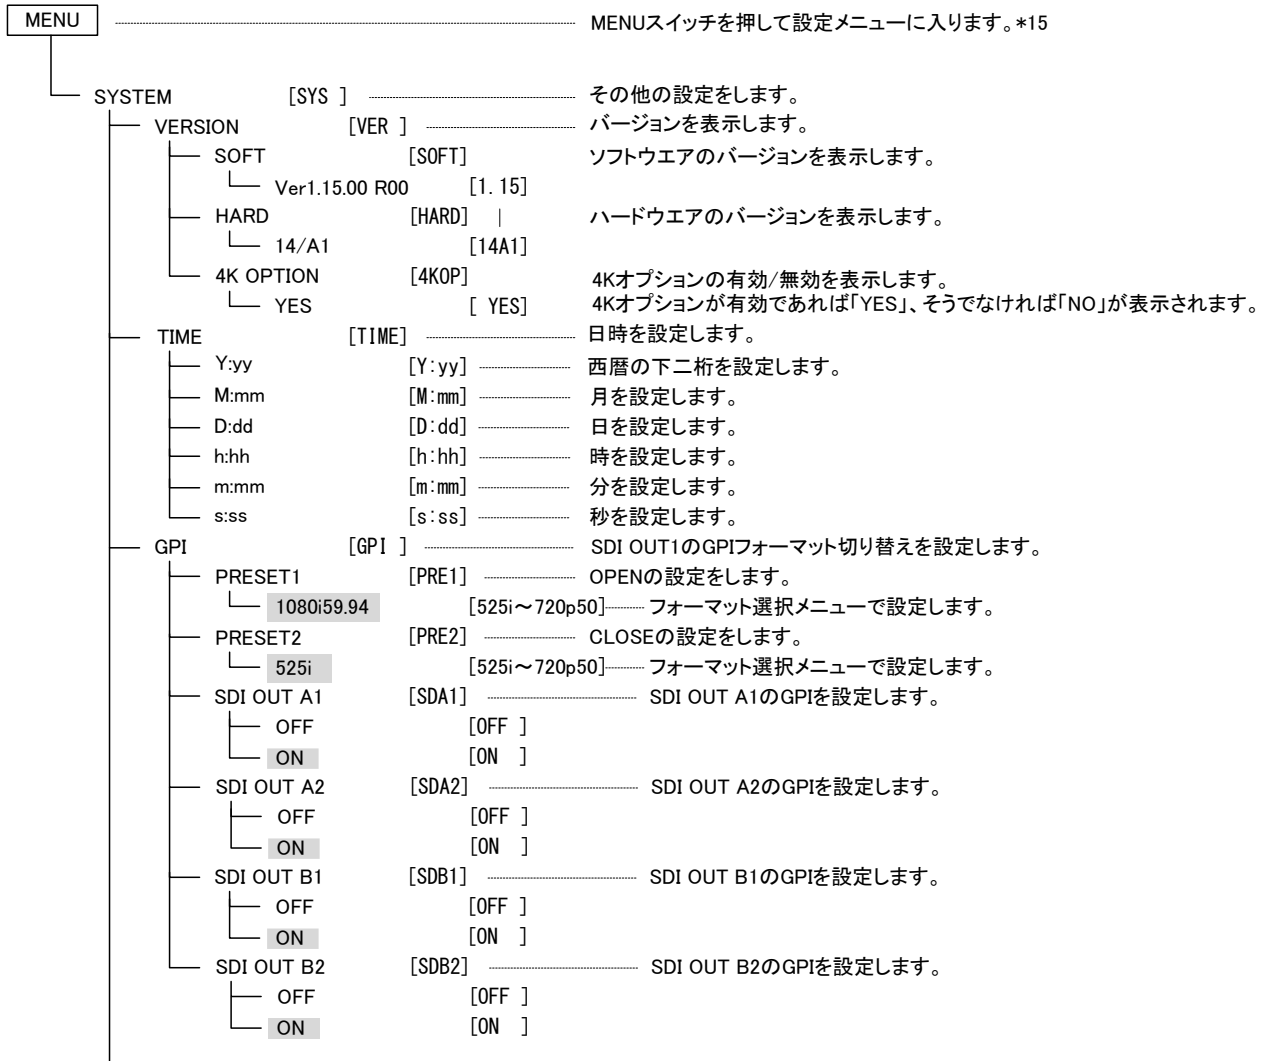 MENU MENUスイッチを押して設定メニューに入ります。*15
SYSTEM [SYS ] その他の設定をします。
VERSION [VER ] バージョンを表示します。
SOFT [SOFT] ソフトウエアのバージョンを表示します。
Ver1.15.00 R00 [1.15]
HARD [HARD] | ハードウエアのバージョンを表示します。
14/A1 [14A1]
4K OPTION [4KOP] 4Kオプションの有効/無効を表示します。
YES [ YES] 4Kオプションが有効であれば「YES」、そうでなければ「NO」が表示されます。
TIME [TIME] 日時を設定します。
Y:yy [Y:yy] 西暦の下二桁を設定します。
M:mm [M:mm] 月を設定します。
D:dd [D:dd] 日を設定します。
h:hh [h:hh] 時を設定します。
m:mm [m:mm] 分を設定します。
s:ss [s:ss] 秒を設定します。
GPI [GPI ] SDI OUT1のGPIフォーマット切り替えを設定します。
PRESET1 [PRE1] OPENの設定をします。
1080i59.94 [525i～720p50] フォーマット選択メニューで設定します。
PRESET2 [PRE2] CLOSEの設定をします。
525i [525i～720p50] フォーマット選択メニューで設定します。
SDI OUT A1 [SDA1] SDI OUT A1のGPIを設定します。
OFF [OFF ]
ON [ON ]
SDI OUT A2 [SDA2] SDI OUT A2のGPIを設定します。
OFF [OFF ]
ON [ON ]
SDI OUT B1 [SDB1] SDI OUT B1のGPIを設定します。
OFF [OFF ]
ON [ON ]
SDI OUT B2 [SDB2] SDI OUT B2のGPIを設定します。
OFF [OFF ]
ON [ON ]